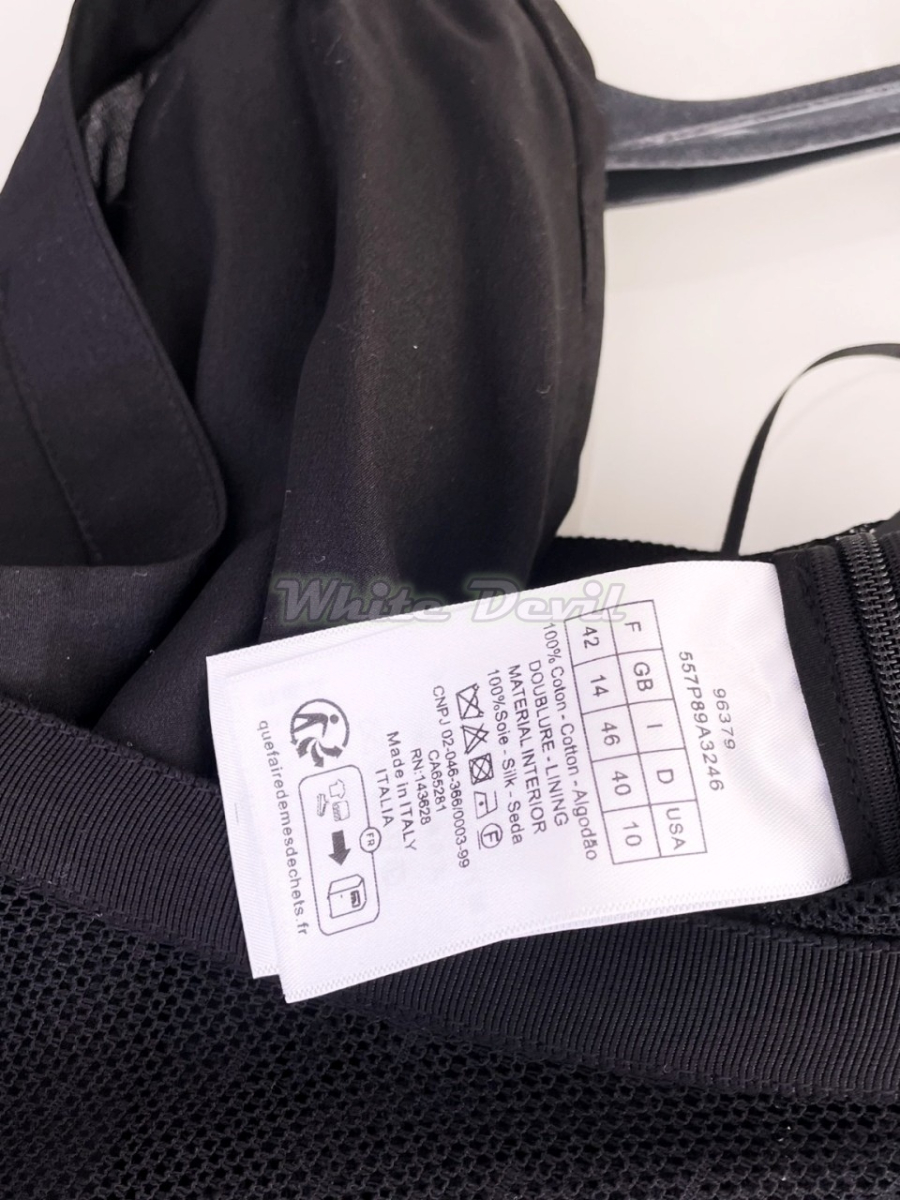 White Devil
96379
557P89A3246
F GB I D USA
42 14 46 40 10
100% Coton - Cotton - Algodão
DOUBLURE - LINING
MATERIAL INTERIOR
100%Soie - Silk - Seda
CNPJ 02-046-366/0003-99
CA65281
RN:143628
Made in ITALY
ITALIA
FR
quefairedemesdechets.fr